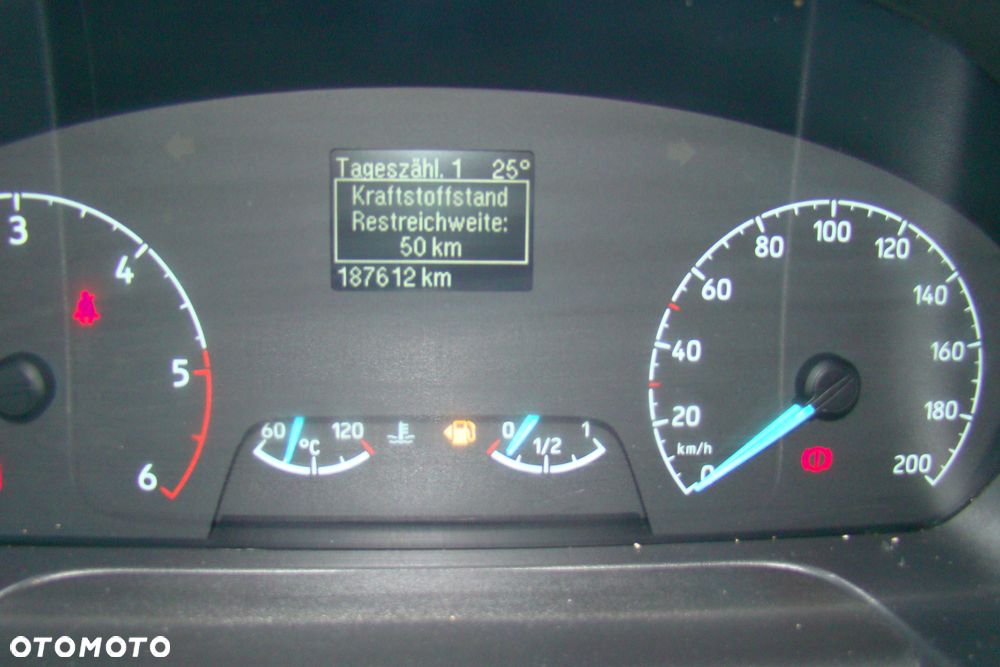 Tageszähl. 1 25°
Kraftstoffstand
Restreichweite:
50 km
187612 km
3
4
5
6
60 °C 120
0 1/2 1
0
20
40
60
80
100
120
140
160
180
200
km/h
OTOMOTO